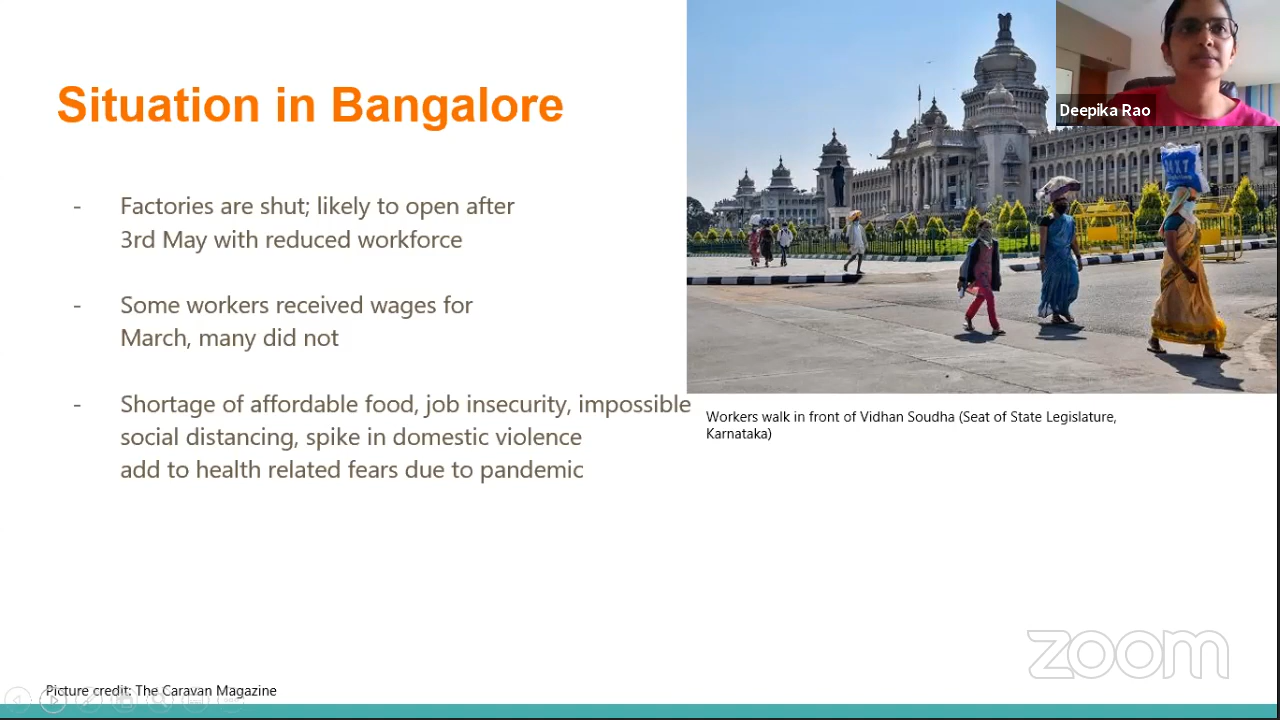 Situation in Bangalore
- Factories are shut; likely to open after
3rd May with reduced workforce
- Some workers received wages for
March, many did not
- Shortage of affordable food, job insecurity, impossible
social distancing, spike in domestic violence
add to health related fears due to pandemic
Deepika Rao
Workers walk in front of Vidhan Soudha (Seat of State Legislature,
Karnataka)
zoom
Picture credit: The Caravan Magazine